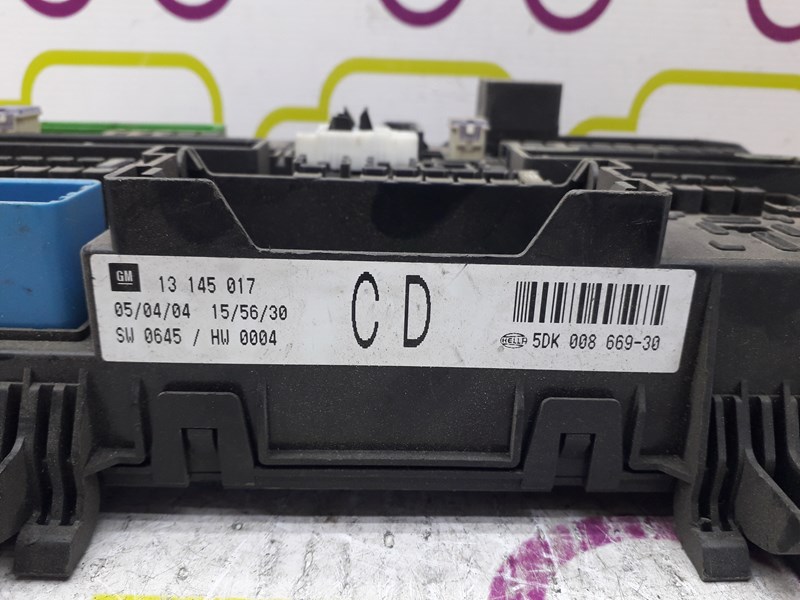 GM 13 145 017
05/04/04 15/56/30
SW 0645 / HW 0004
CD
HELLA 5DK 008 669-30